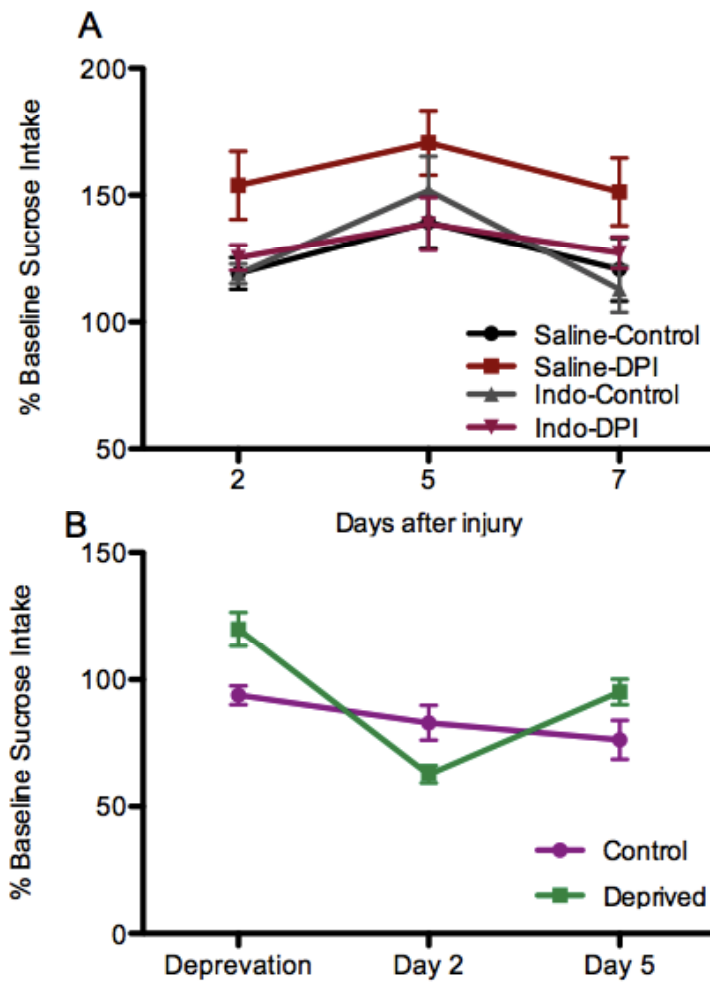 A
% Baseline Sucrose Intake
200
150
100
50
Saline-Control
Saline-DPI
Indo-Control
Indo-DPI
2 5 7
Days after injury
B
% Baseline Sucrose Intake
150
100
50
0
Control
Deprived
Deprevation Day 2 Day 5